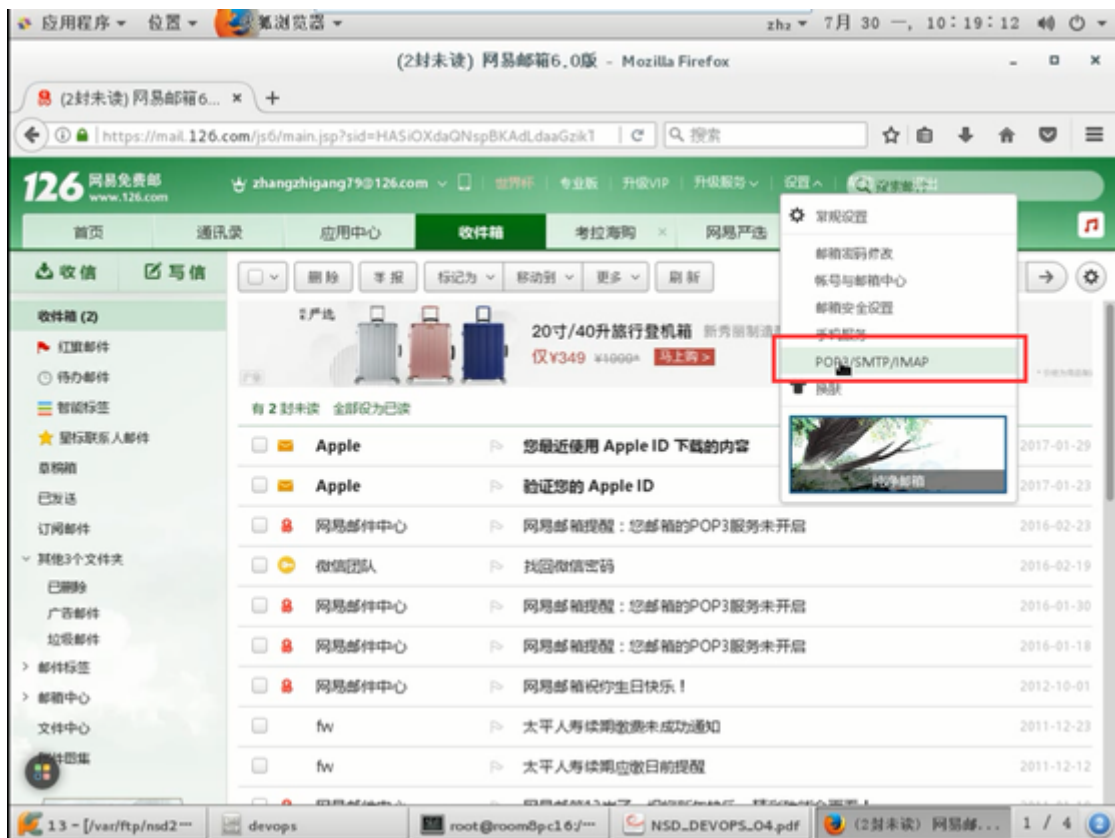 应用程序 位置 火狐浏览器 zhz 7月 30 一, 10:19:12
(2封未读) 网易邮箱6.0版 - Mozilla Firefox
(2封未读) 网易邮箱6...
https://mail.126.com/js6/main.jsp?sid=HASiOXdaQNspBKAdLdaaGzik1 搜索
126 网易免费邮 www.126.com zhangzhigang79@126.com 世界杯 专业版 升级VIP 升级服务 设置
首页 通讯录 应用中心 收件箱 考拉海购 网易严选
常规设置
邮箱密码修改
帐号与邮箱中心
邮箱安全设置
手机服务
POP3/SMTP/IMAP
换肤
纯净邮箱
收信 写信 删除 举报 标记为 移动到 更多 刷新
收件箱 (2)
红旗邮件
待办邮件
智能标签
星标联系人邮件
草稿箱
已发送
订阅邮件
其他3个文件夹
已删除
广告邮件
垃圾邮件
邮件标签
邮箱中心
文件中心
严选 20寸/40升旅行登机箱
仅¥349 马上购 >
广告
有 2 封未读 全部设为已读
Apple 您最近使用 Apple ID 下载的内容 2017-01-29
Apple 验证您的 Apple ID 2017-01-23
网易邮件中心 网易邮箱提醒：您邮箱的POP3服务未开启 2016-02-23
微信团队 找回微信密码 2016-02-19
网易邮件中心 网易邮箱提醒：您邮箱的POP3服务未开启 2016-01-30
网易邮件中心 网易邮箱提醒：您邮箱的POP3服务未开启 2016-01-18
网易邮件中心 网易邮箱祝你生日快乐！ 2012-10-01
fw 太平人寿续期缴费未成功通知 2011-12-23
fw 太平人寿续期应缴日前提醒 2011-12-12
13 - [/var/ftp/nsd2… devops root@room8pc16:/… NSD_DEVOPS_04.pdf (2封未读) 网易邮... 1 / 4